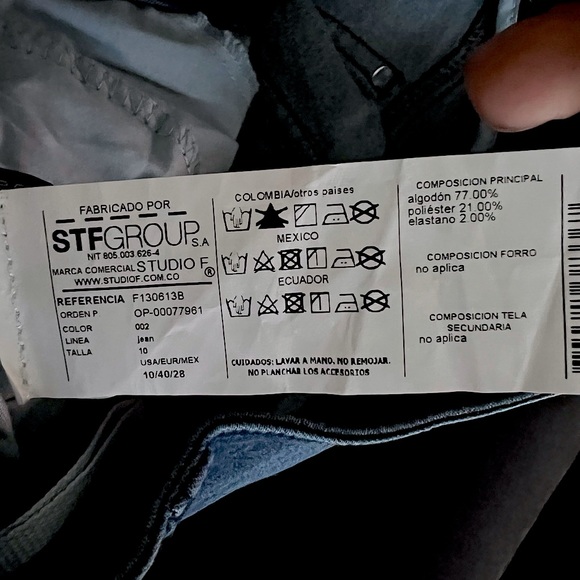 FABRICADO POR
STFGROUP S.A
NIT 805.003.626-4
MARCA COMERCIAL STUDIO F ®
WWW.STUDIOF.COM.CO
REFERENCIA F130613B
ORDEN P OP-00077961
COLOR 002
LINEA jean
TALLA 10
USA/EUR/MEX
10/40/28
COLOMBIA/otros paises
MEXICO
ECUADOR
CUIDADOS: LAVAR A MANO. NO REMOJAR.
NO PLANCHAR LOS ACCESORIOS
COMPOSICION PRINCIPAL
algodón 77.00%
poliéster 21.00%
elastano 2.00%
COMPOSICION FORRO
no aplica
COMPOSICION TELA
SECUNDARIA
no aplica